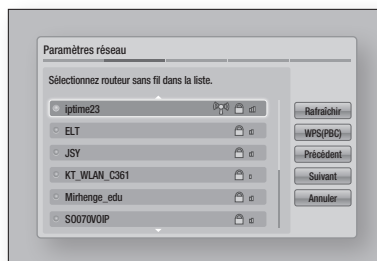 Paramètres réseau
Sélectionnez routeur sans fil dans la liste.
iptime23
ELT
JSY
KT_WLAN_C361
Mirhenge_edu
SO070VOIP
Rafraîchir
WPS(PBC)
Précédent
Suivant
Annuler